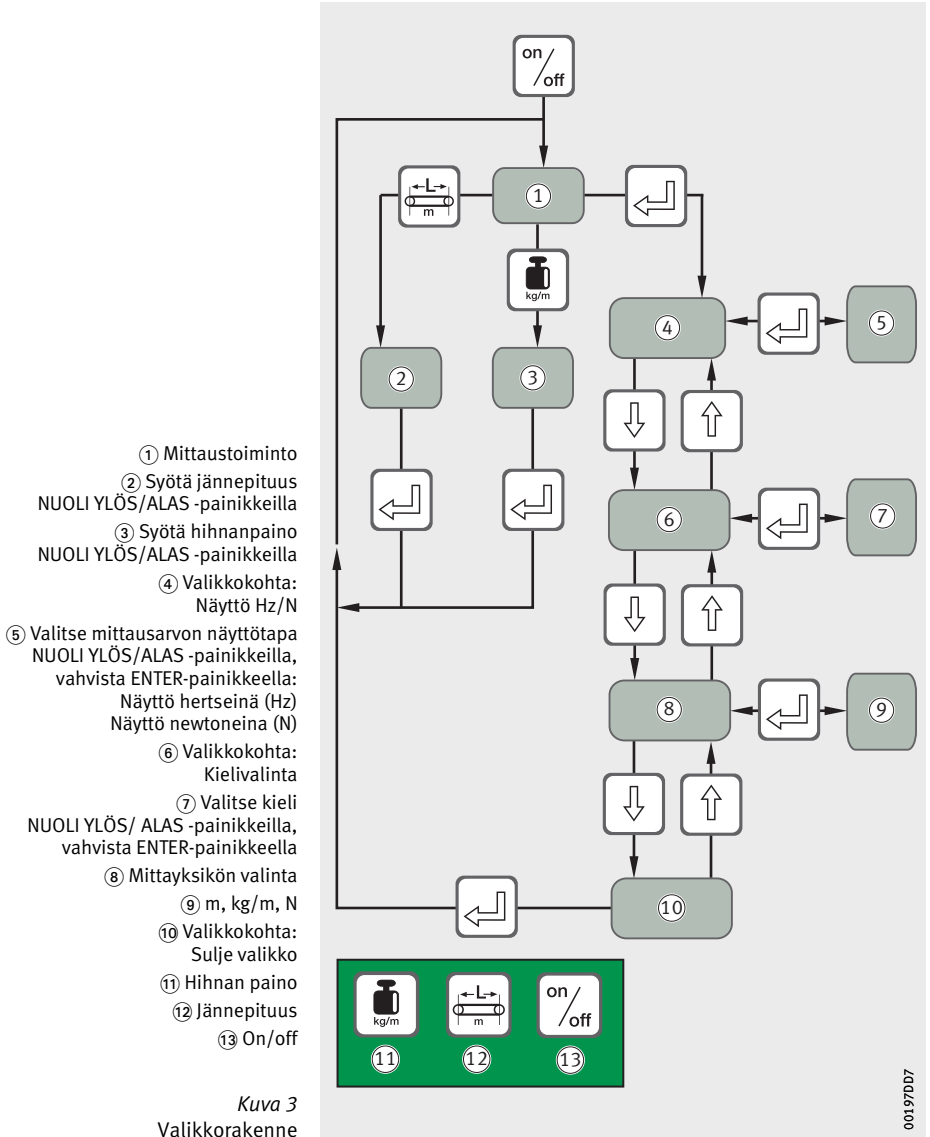 ① Mittaustoiminto
② Syötä jännepituus
NUOLI YLÖS/ALAS -painikkeilla
③ Syötä hihnanpaino
NUOLI YLÖS/ALAS -painikkeilla
④ Valikkokohta:
Näyttö Hz/N
⑤ Valitse mittausarvon näyttötapa
NUOLI YLÖS/ALAS -painikkeilla,
vahvista ENTER-painikkeella:
Näyttö hertseinä (Hz)
Näyttö newtoneina (N)
⑥ Valikkokohta:
Kielivalinta
⑦ Valitse kieli
NUOLI YLÖS/ ALAS -painikkeilla,
vahvista ENTER-painikkeella
⑧ Mittayksikön valinta
⑨ m, kg/m, N
⑩ Valikkokohta:
Sulje valikko
⑪ Hihnan paino
⑫ Jännepituus
⑬ On/off
Kuva 3
Valikkorakenne
on/off
L
m
①
kg/m
④
⑤
②
③
⑥
⑦
⑧
⑨
⑩
kg/m
L
m
on/off
⑪
⑫
⑬
00197DD7